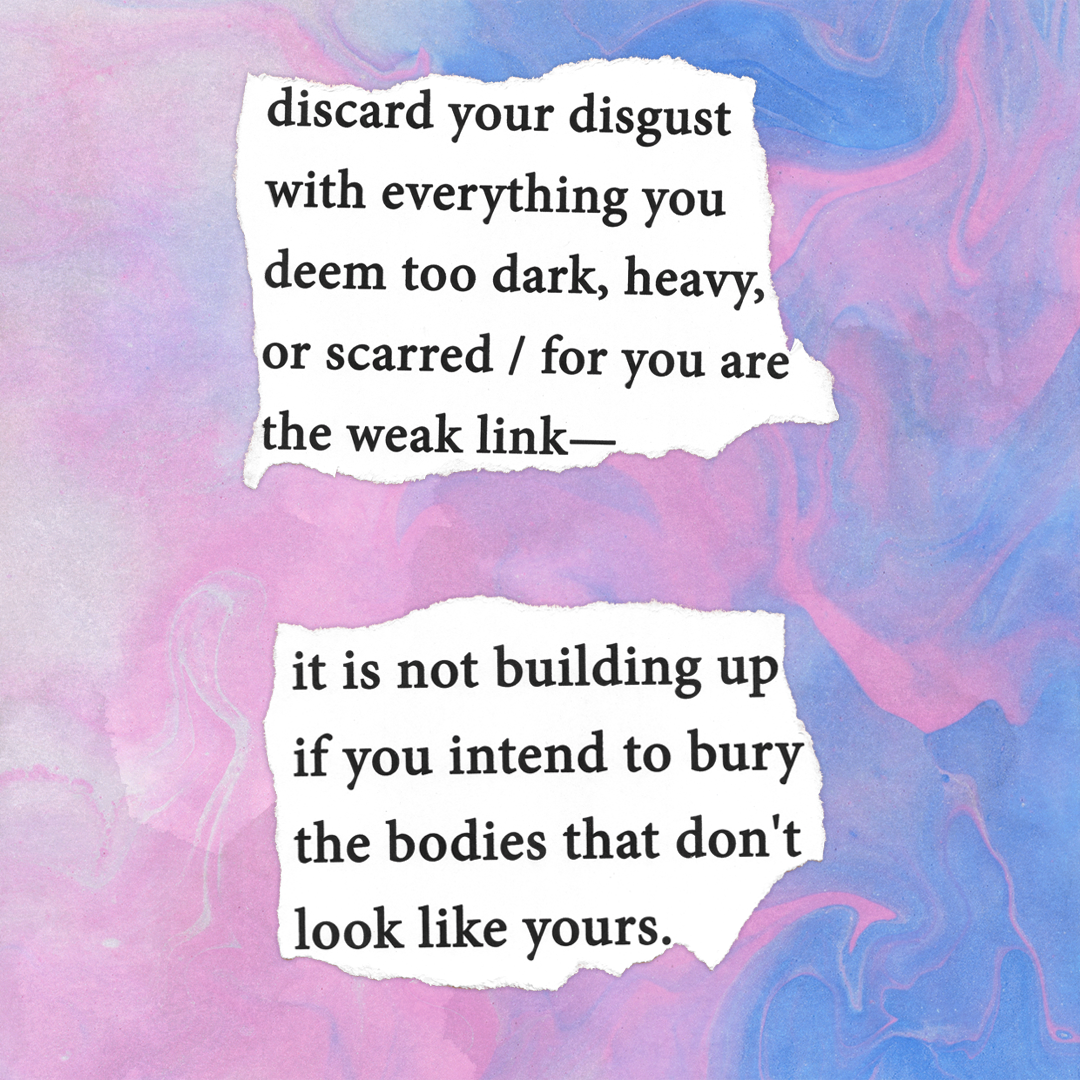 discard your disgust
with everything you
deem too dark, heavy,
or scarred / for you are
the weak link—
it is not building up
if you intend to bury
the bodies that don't
look like yours.